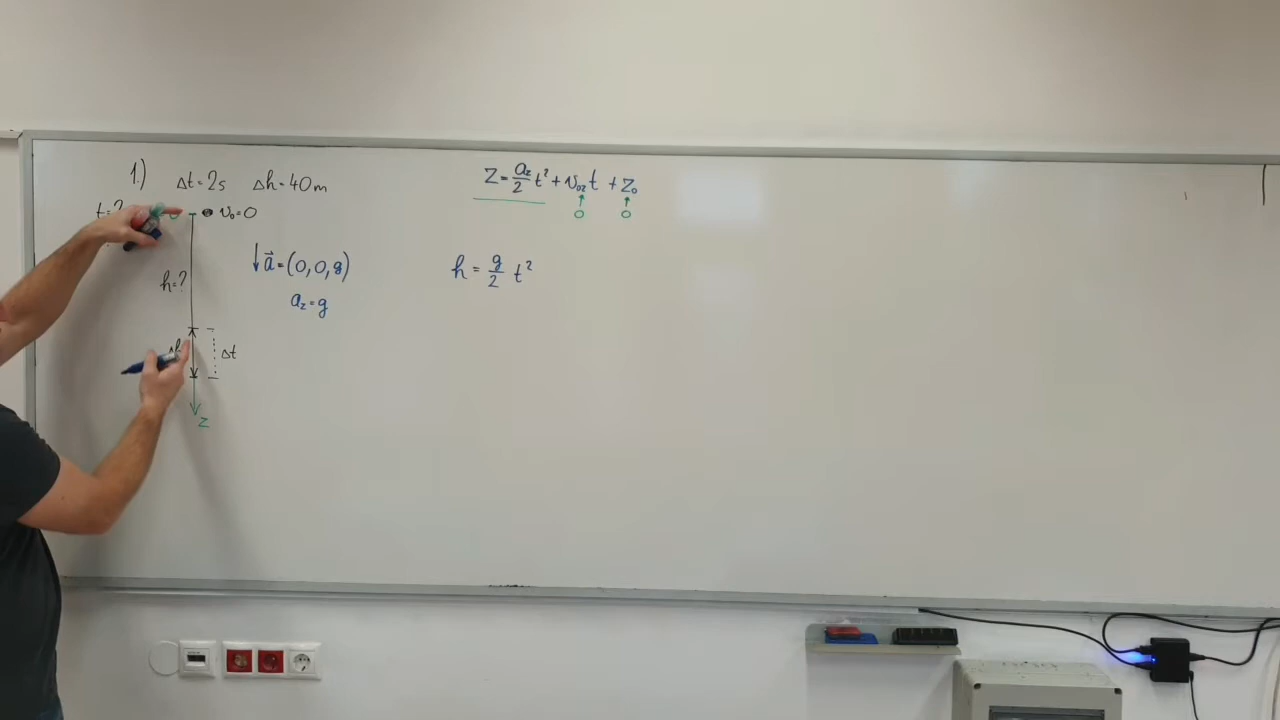 1) Δt=2s Δh=40m
t=? 0 v₀=0
h=?
↓a⃗=(0,0,g)
a_z=g
Δt
z
z = a_z/2 t² + v₀z t + z₀
0 0
h = g/2 t²